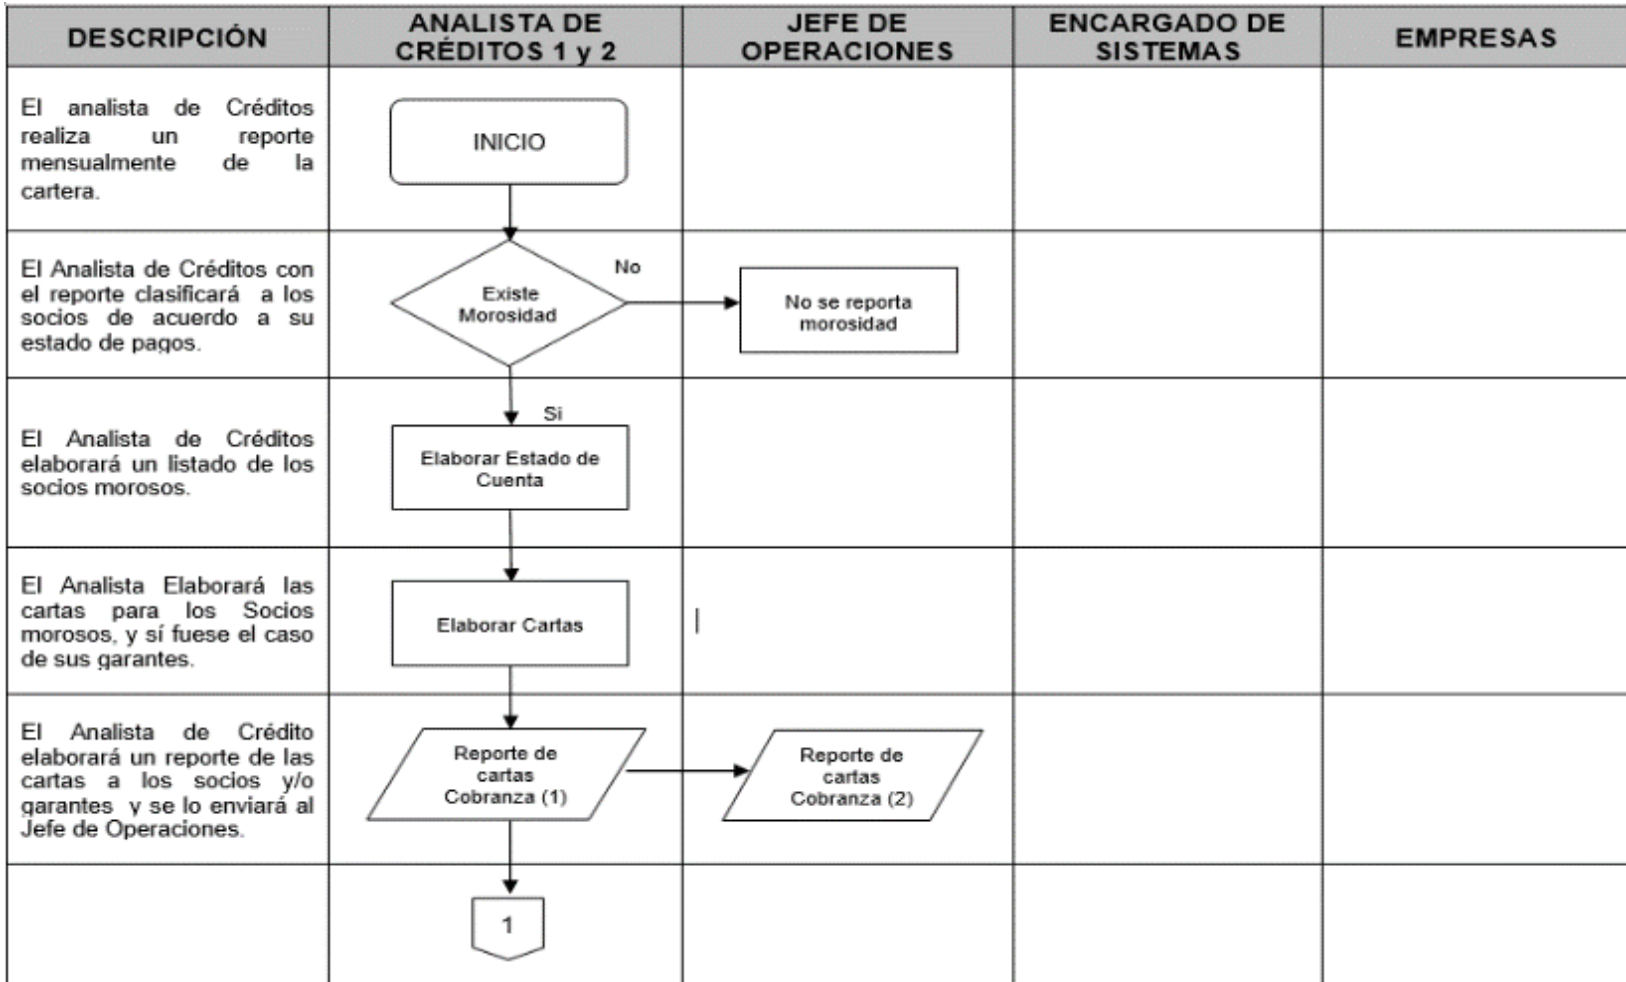 DESCRIPCIÓN
ANALISTA DE
CRÉDITOS 1 y 2
JEFE DE
OPERACIONES
ENCARGADO DE
SISTEMAS
EMPRESAS
El analista de Créditos
realiza un reporte
mensualmente de la
cartera.
INICIO
El Analista de Créditos con
el reporte clasificará a los
socios de acuerdo a su
estado de pagos.
Existe
Morosidad
No
No se reporta
morosidad
Si
El Analista de Créditos
elaborará un listado de los
socios morosos.
Elaborar Estado de
Cuenta
El Analista Elaborará las
cartas para los Socios
morosos, y sí fuese el caso
de sus garantes.
Elaborar Cartas
El Analista de Crédito
elaborará un reporte de las
cartas a los socios y/o
garantes y se lo enviará al
Jefe de Operaciones.
Reporte de
cartas
Cobranza (1)
Reporte de
cartas
Cobranza (2)
1